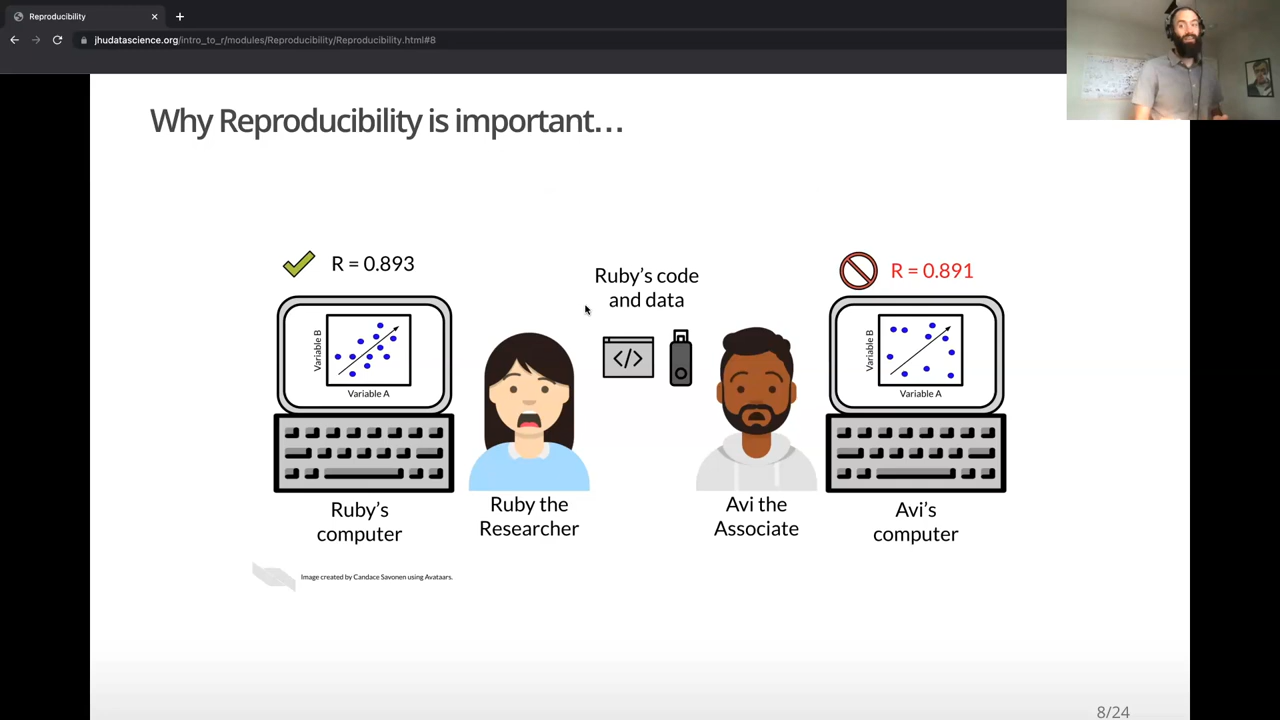 Reproducibility
jhudatascience.org/intro_to_r/modules/Reproducibility/Reproducibility.html#8
Why Reproducibility is important...
R = 0.893
Ruby's code
and data
R = 0.891
Variable B
Variable A
</>
Variable B
Variable A
Ruby's
computer
Ruby the
Researcher
Avi the
Associate
Avi's
computer
Image created by Candace Savonen using Avataars.
8/24